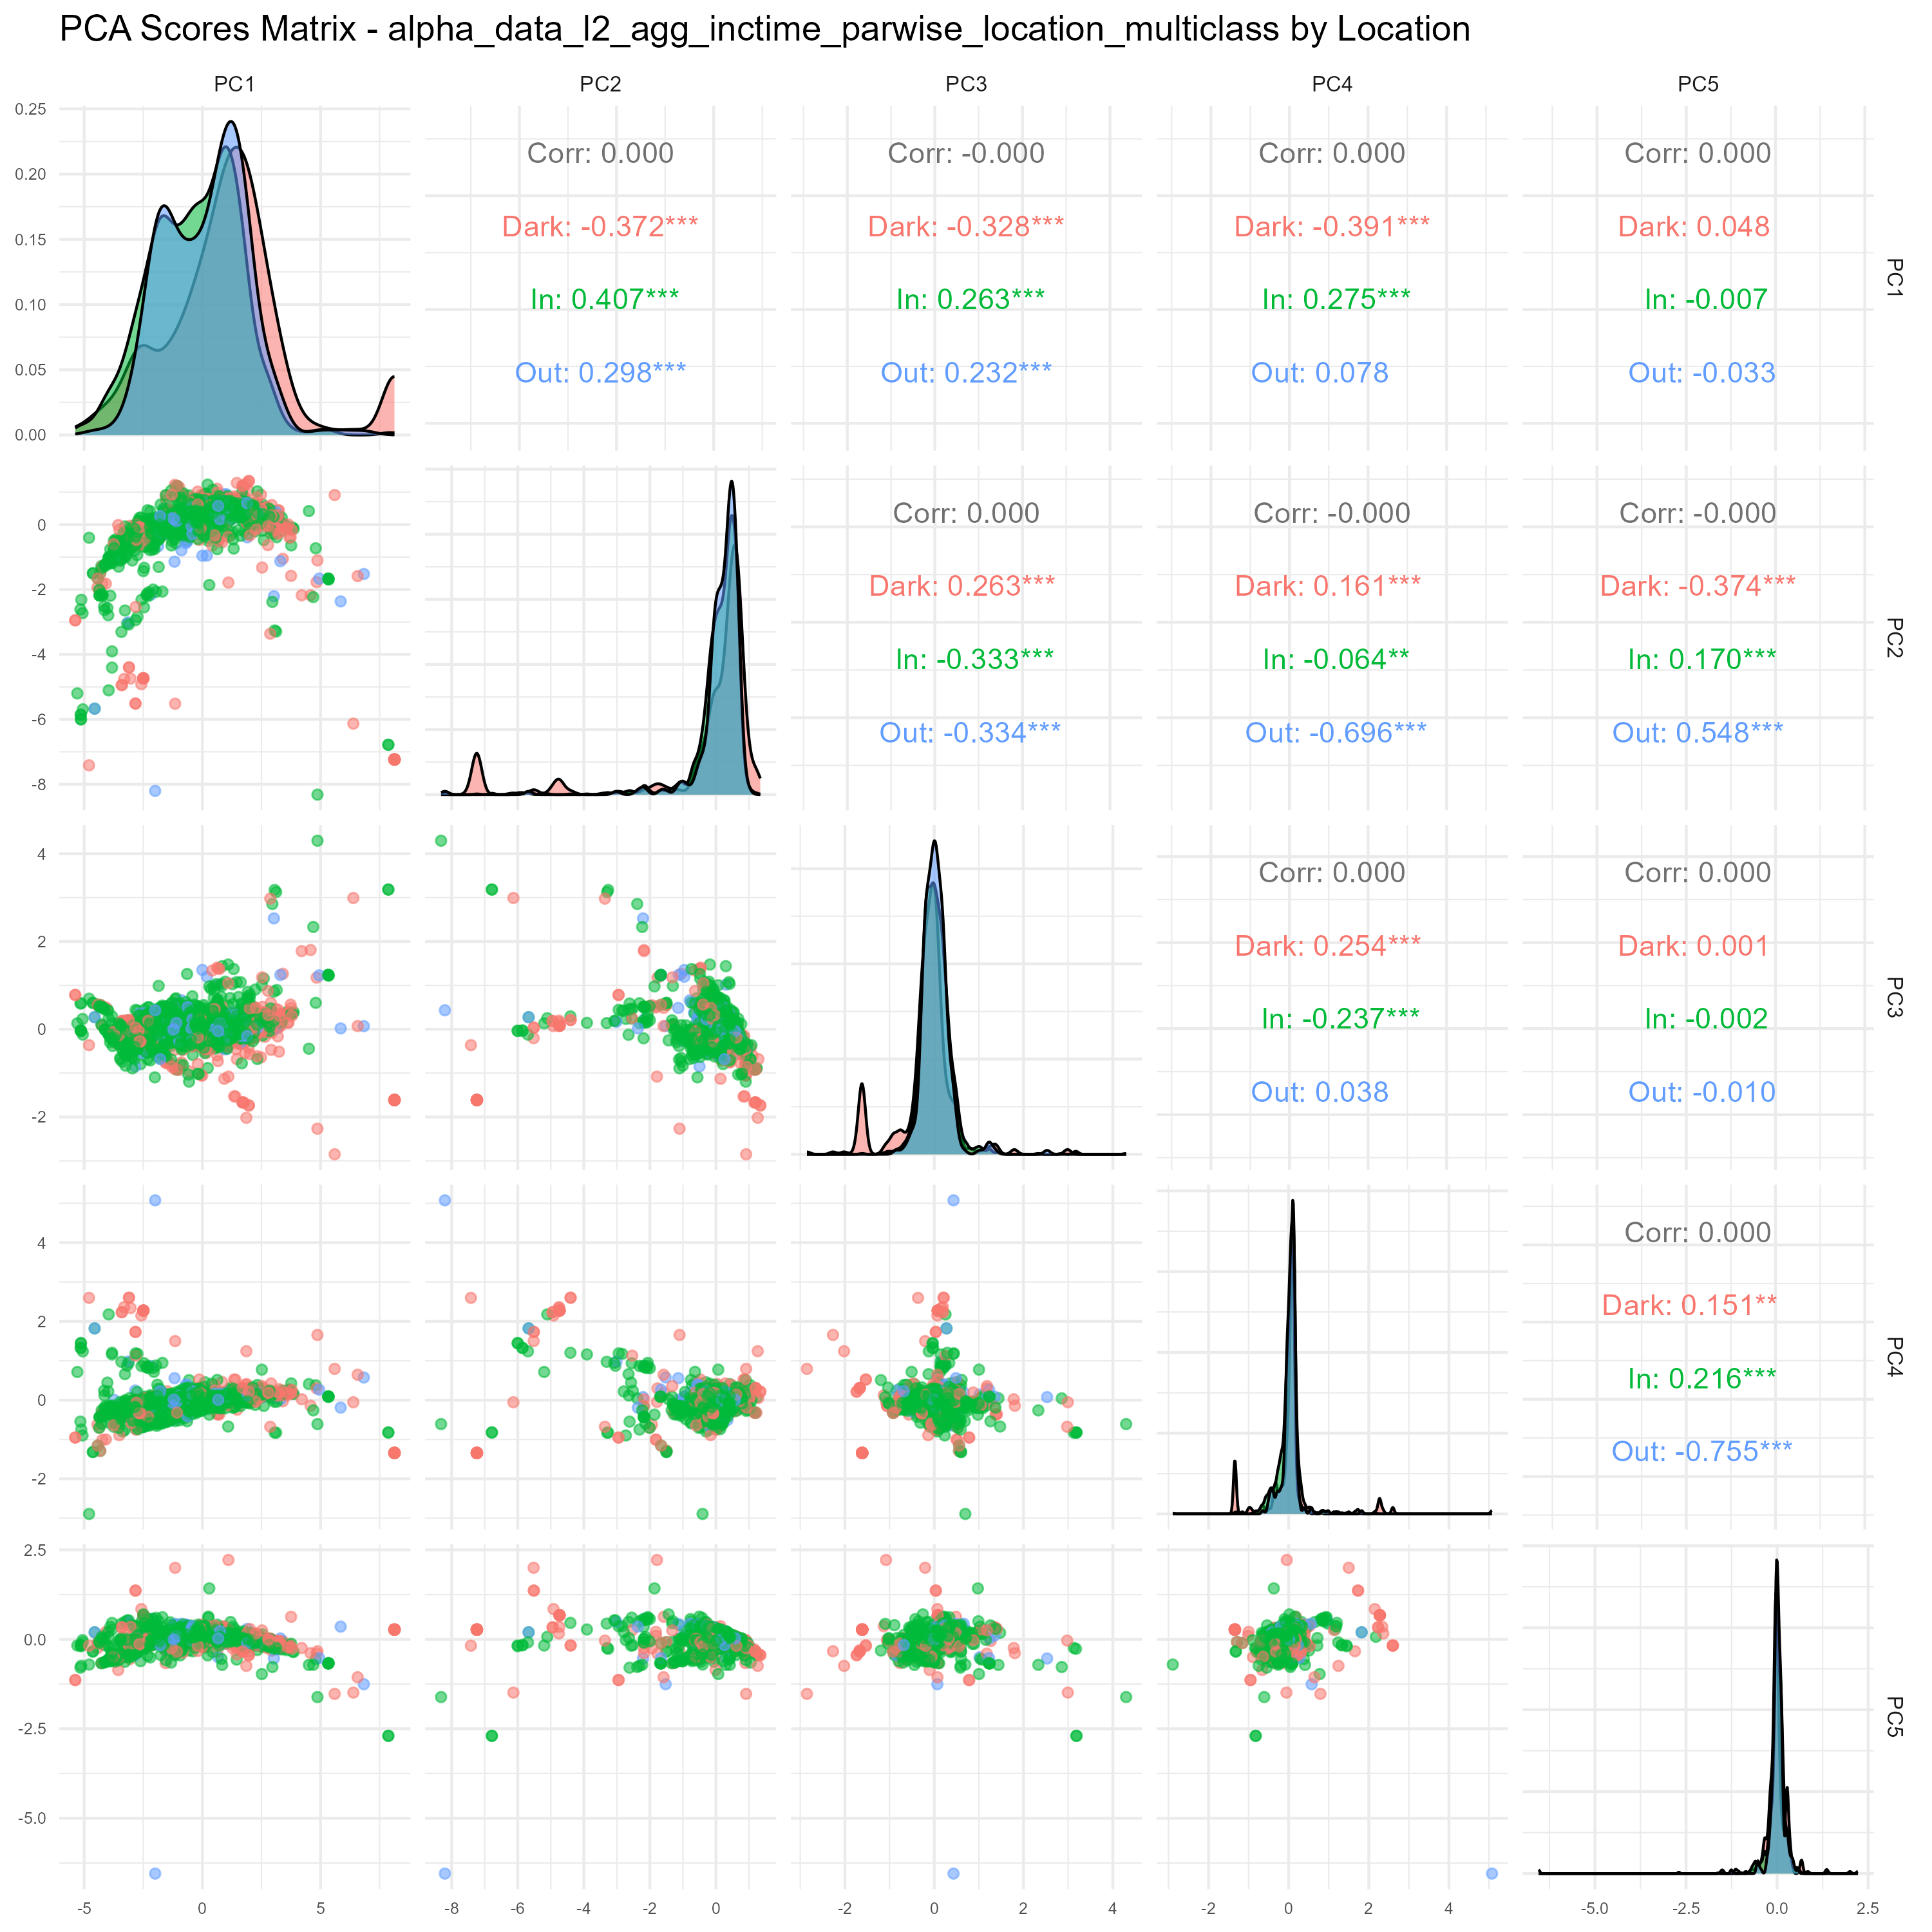 PCA Scores Matrix - alpha_data_l2_agg_inctime_parwise_location_multiclass by Location
PC1 PC2 PC3 PC4 PC5
0.25
0.20
0.15
0.10
0.05
0.00
Corr: 0.000
Dark: -0.372***
In: 0.407***
Out: 0.298***
Corr: -0.000
Dark: -0.328***
In: 0.263***
Out: 0.232***
Corr: 0.000
Dark: -0.391***
In: 0.275***
Out: 0.078
Corr: 0.000
Dark: 0.048
In: -0.007
Out: -0.033
PC1
0
-2
-4
-6
-8
Corr: 0.000
Dark: 0.263***
In: -0.333***
Out: -0.334***
Corr: -0.000
Dark: 0.161***
In: -0.064**
Out: -0.696***
Corr: -0.000
Dark: -0.374***
In: 0.170***
Out: 0.548***
PC2
4
2
0
-2
Corr: 0.000
Dark: 0.254***
In: -0.237***
Out: 0.038
Corr: 0.000
Dark: 0.001
In: -0.002
Out: -0.010
PC3
4
2
0
-2
Corr: 0.000
Dark: 0.151**
In: 0.216***
Out: -0.755***
PC4
2.5
0.0
-2.5
-5.0
PC5
-5 0 5 -8 -6 -4 -2 0 -2 0 2 4 -2 0 2 4 -5.0 -2.5 0.0 2.5